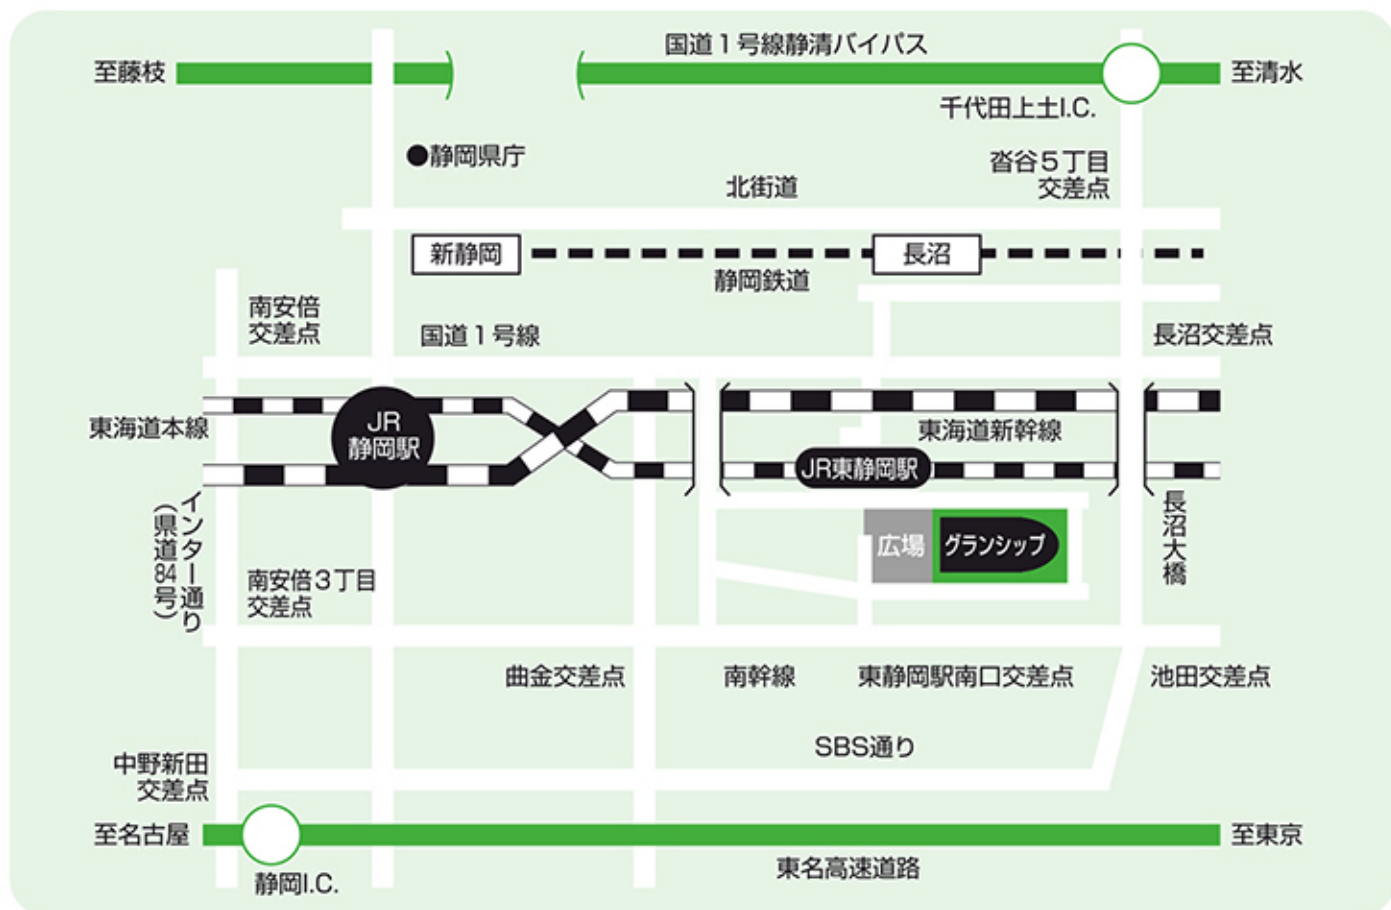 国道１号線静清バイパス
至藤枝
至清水
千代田上土I.C.
●静岡県庁
沓谷５丁目
交差点
北街道
新静岡
長沼
静岡鉄道
南安倍
交差点
国道１号線
長沼交差点
JR
静岡駅
東海道本線
東海道新幹線
JR東静岡駅
インター通り
（県道84号）
長沼大橋
広場
グランシップ
南安倍３丁目
交差点
曲金交差点
南幹線
東静岡駅南口交差点
池田交差点
SBS通り
中野新田
交差点
至名古屋
至東京
東名高速道路
静岡I.C.